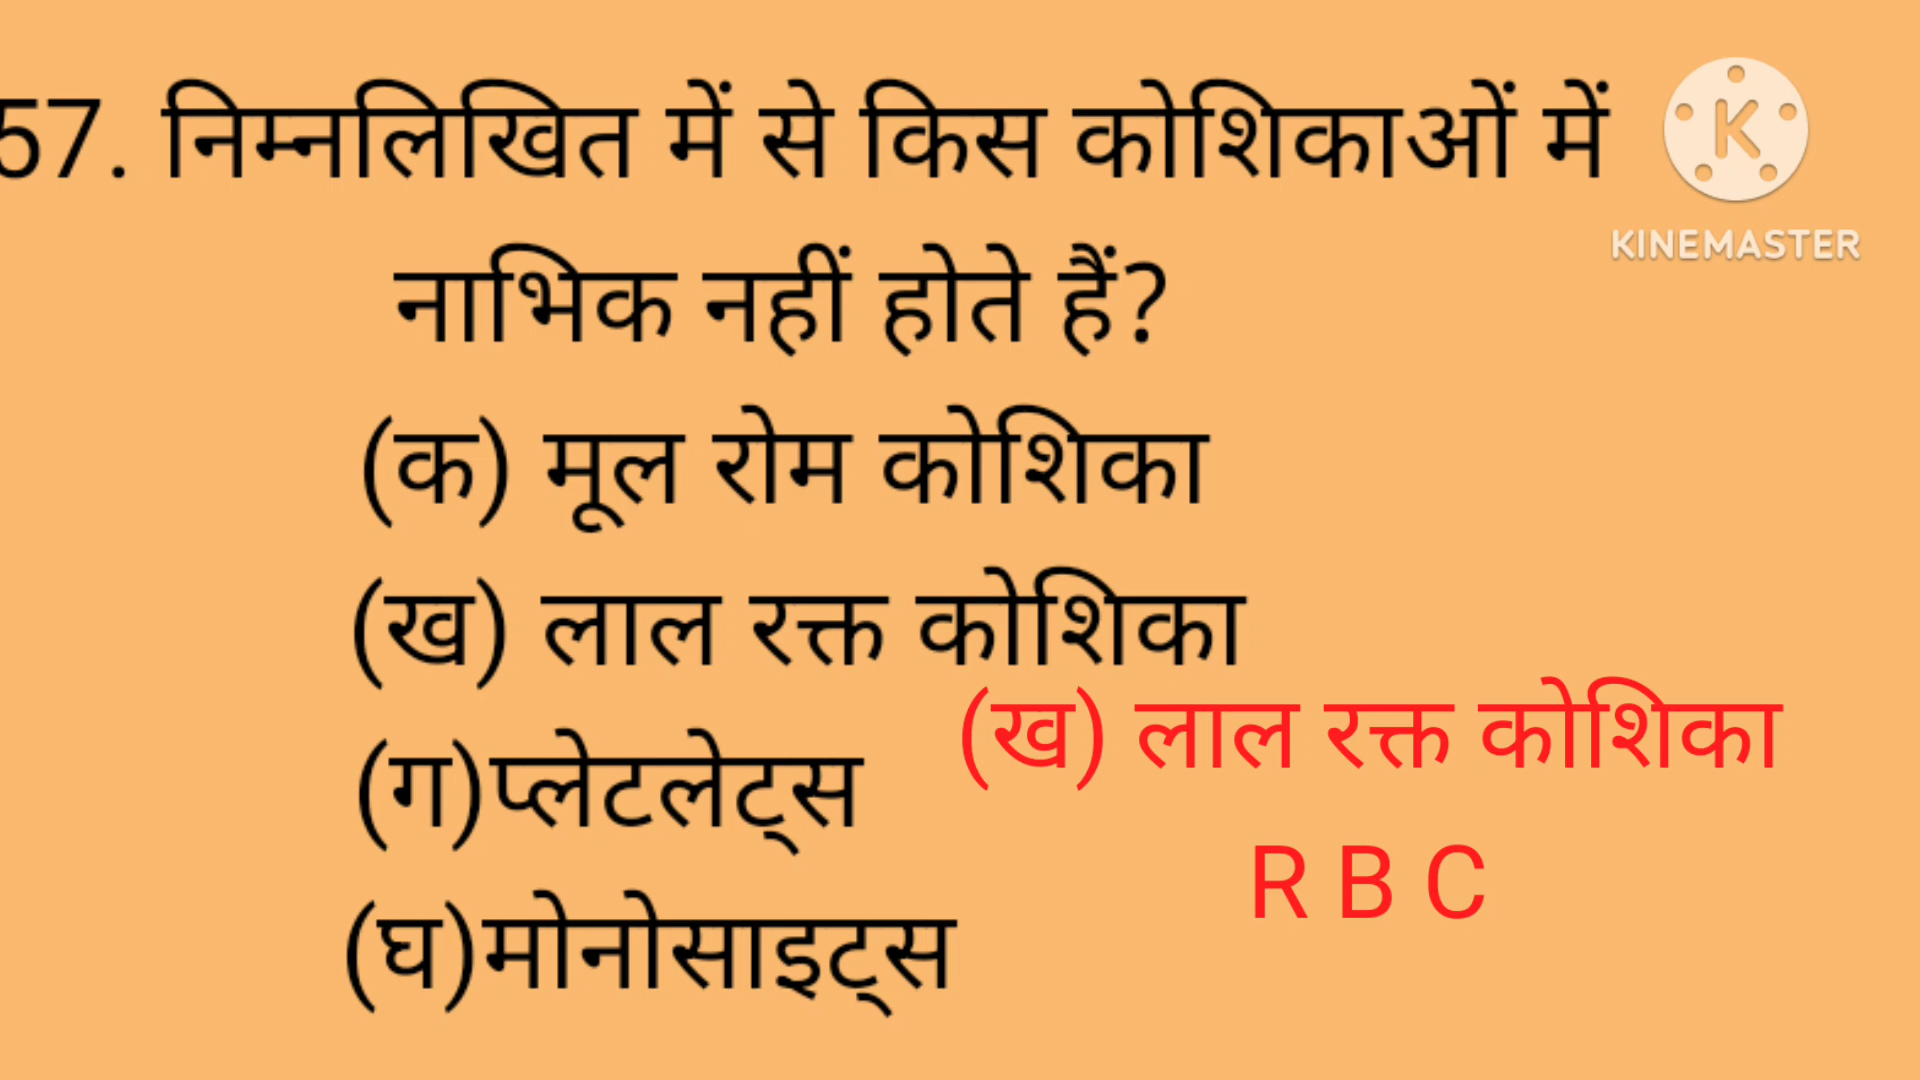 57. निम्नलिखित में से किस कोशिकाओं में
नाभिक नहीं होते हैं?
(क) मूल रोम कोशिका
(ख) लाल रक्त कोशिका
(ग)प्लेटलेट्स
(घ)मोनोसाइट्स
(ख) लाल रक्त कोशिका
R B C
K
KINEMASTER